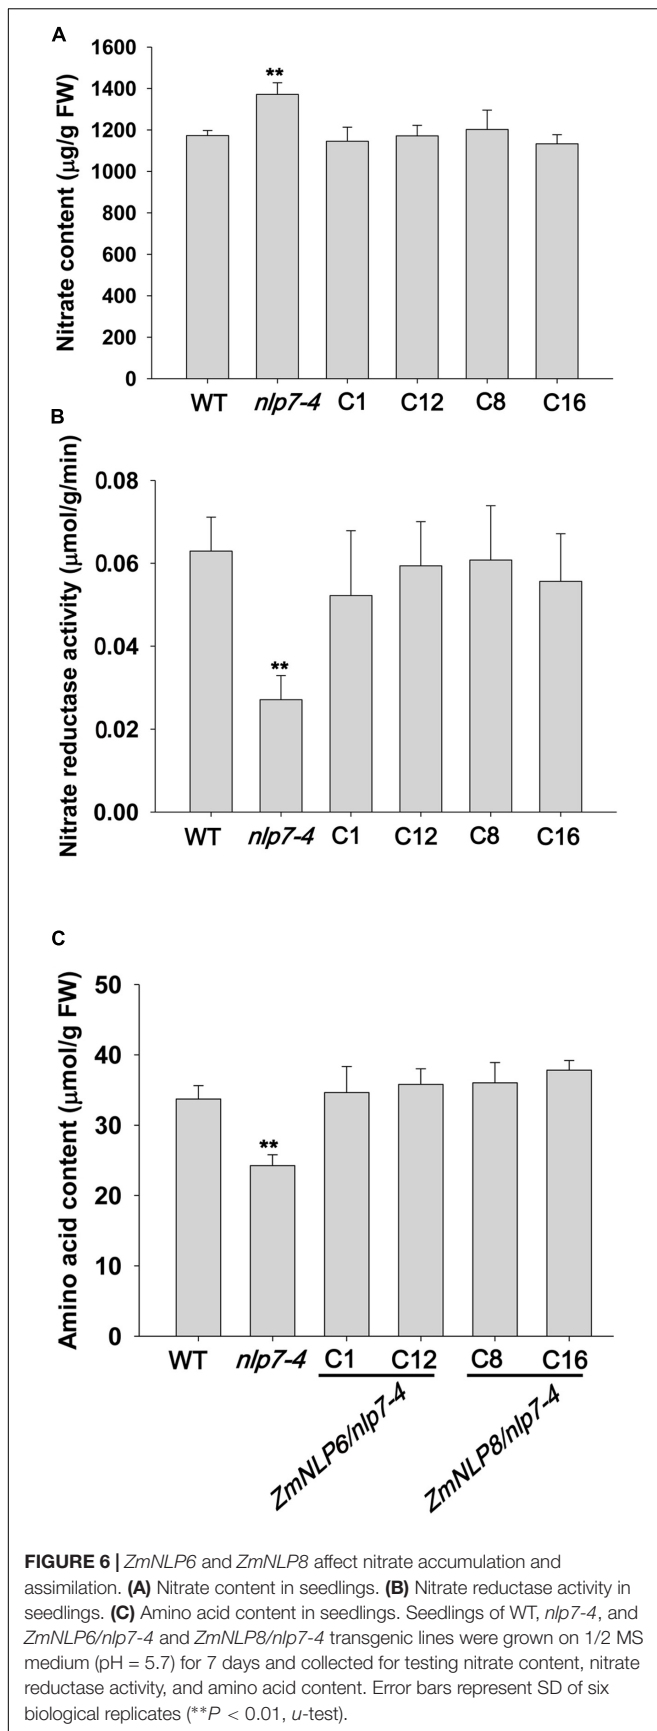 A
Nitrate content (μg/g FW)
1600
1400
1200
1000
800
600
400
200
0
**
WT nlp7-4 C1 C12 C8 C16
B
Nitrate reductase activity (μmol/g/min)
0.08
0.06
0.04
0.02
0.00
**
WT nlp7-4 C1 C12 C8 C16
C
Amino acid content (μmol/g FW)
50
40
30
20
10
0
**
WT nlp7-4 C1 C12 C8 C16
ZmNLP6/nlp7-4
ZmNLP8/nlp7-4
FIGURE 6 | ZmNLP6 and ZmNLP8 affect nitrate accumulation and
assimilation. (A) Nitrate content in seedlings. (B) Nitrate reductase activity in
seedlings. (C) Amino acid content in seedlings. Seedlings of WT, nlp7-4, and
ZmNLP6/nlp7-4 and ZmNLP8/nlp7-4 transgenic lines were grown on 1/2 MS
medium (pH = 5.7) for 7 days and collected for testing nitrate content, nitrate
reductase activity, and amino acid content. Error bars represent SD of six
biological replicates (**P < 0.01, u-test).